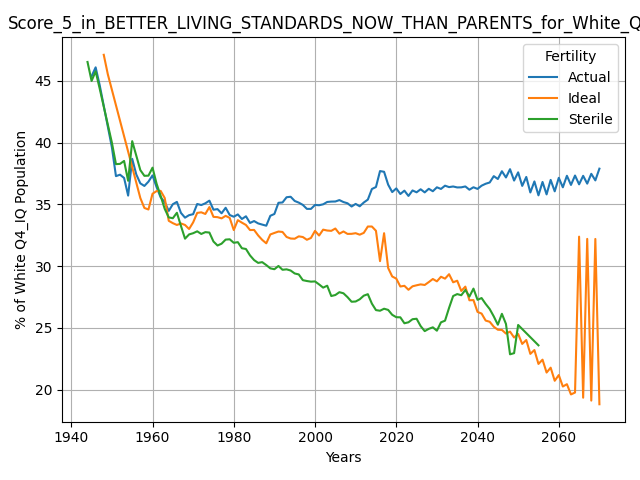 Score_5_in_BETTER_LIVING_STANDARDS_NOW_THAN_PARENTS_for_White_Q
Fertility
Actual
Ideal
Sterile
% of White Q4_IQ Population
45
40
35
30
25
20
1940 1960 1980 2000 2020 2040 2060
Years